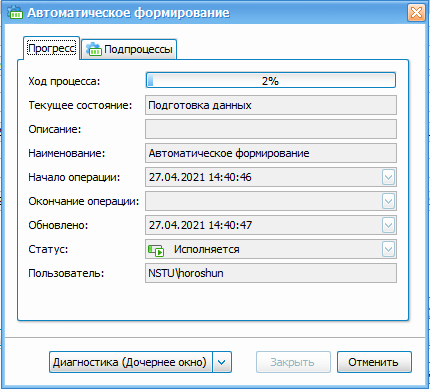 Автоматическое формирование
Прогресс Подпроцессы
Ход процесса: 2%
Текущее состояние: Подготовка данных
Описание:
Наименование: Автоматическое формирование
Начало операции: 27.04.2021 14:40:46
Окончание операции:
Обновлено: 27.04.2021 14:40:47
Статус: Исполняется
Пользователь: NSTU\horoshun
Диагностика (Дочернее окно) Закрыть Отменить